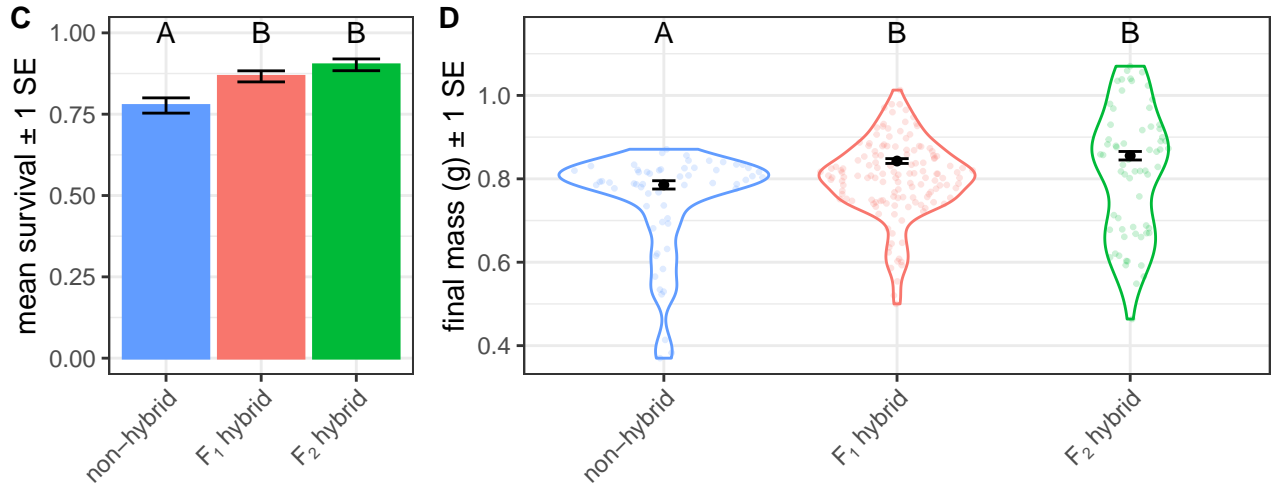 C
mean survival ± 1 SE
1.00
0.75
0.50
0.25
0.00
A B B
non−hybrid
F₁ hybrid
F₂ hybrid
D
final mass (g) ± 1 SE
1.0
0.8
0.6
0.4
A B B
non−hybrid
F₁ hybrid
F₂ hybrid